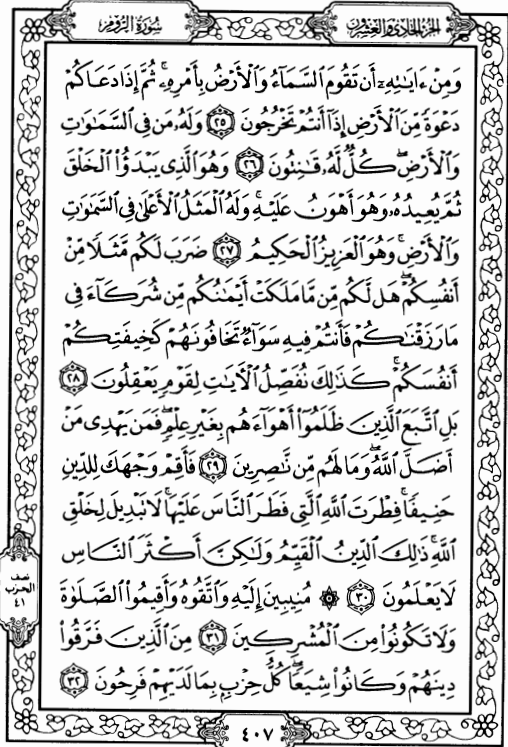 الجزء الحادي والعشرون
سورة الروم
وَمِنْ ءَايَٰتِهِۦٓ أَن تَقُومَ ٱلسَّمَآءُ وَٱلْأَرْضُ بِأَمْرِهِۦۚ ثُمَّ إِذَا دَعَاكُمْ
دَعْوَةً مِّنَ ٱلْأَرْضِ إِذَآ أَنتُمْ تَخْرُجُونَ ٢٥ وَلَهُۥ مَن فِى ٱلسَّمَٰوَٰتِ
وَٱلْأَرْضِۖ كُلٌّ لَّهُۥ قَٰنِتُونَ ٢٦ وَهُوَ ٱلَّذِى يَبْدَؤُا۟ ٱلْخَلْقَ
ثُمَّ يُعِيدُهُۥ وَهُوَ أَهْوَنُ عَلَيْهِۚ وَلَهُ ٱلْمَثَلُ ٱلْأَعْلَىٰ فِى ٱلسَّمَٰوَٰتِ
وَٱلْأَرْضِۚ وَهُوَ ٱلْعَزِيزُ ٱلْحَكِيمُ ٢٧ ضَرَبَ لَكُم مَّثَلًا مِّنْ
أَنفُسِكُمْۖ هَل لَّكُم مِّن مَّا مَلَكَتْ أَيْمَٰنُكُم مِّن شُرَكَآءَ فِى
مَا رَزَقْنَٰكُمْ فَأَنتُمْ فِيهِ سَوَآءٌ تَخَافُونَهُمْ كَخِيفَتِكُمْ
أَنفُسَكُمْۚ كَذَٰلِكَ نُفَصِّلُ ٱلْءَايَٰتِ لِقَوْمٍ يَعْقِلُونَ ٢٨
بَلِ ٱتَّبَعَ ٱلَّذِينَ ظَلَمُوٓا۟ أَهْوَآءَهُم بِغَيْرِ عِلْمٍۖ فَمَن يَهْدِى مَنْ
أَضَلَّ ٱللَّهُۖ وَمَا لَهُم مِّن نَّٰصِرِينَ ٢٩ فَأَقِمْ وَجْهَكَ لِلدِّينِ
حَنِيفًاۚ فِطْرَتَ ٱللَّهِ ٱلَّتِى فَطَرَ ٱلنَّاسَ عَلَيْهَاۚ لَا تَبْدِيلَ لِخَلْقِ
ٱللَّهِۚ ذَٰلِكَ ٱلدِّينُ ٱلْقَيِّمُ وَلَٰكِنَّ أَكْثَرَ ٱلنَّاسِ
لَا يَعْلَمُونَ ٣٠ ۞ مُنِيبِينَ إِلَيْهِ وَٱتَّقُوهُ وَأَقِيمُوا۟ ٱلصَّلَوٰةَ
وَلَا تَكُونُوا۟ مِنَ ٱلْمُشْرِكِينَ ٣١ مِنَ ٱلَّذِينَ فَرَّقُوا۟
دِينَهُمْ وَكَانُوا۟ شِيَعًاۖ كُلُّ حِزْبٍۭ بِمَا لَدَيْهِمْ فَرِحُونَ ٣٢
نصف
الحزب
٤١
٤٠٧